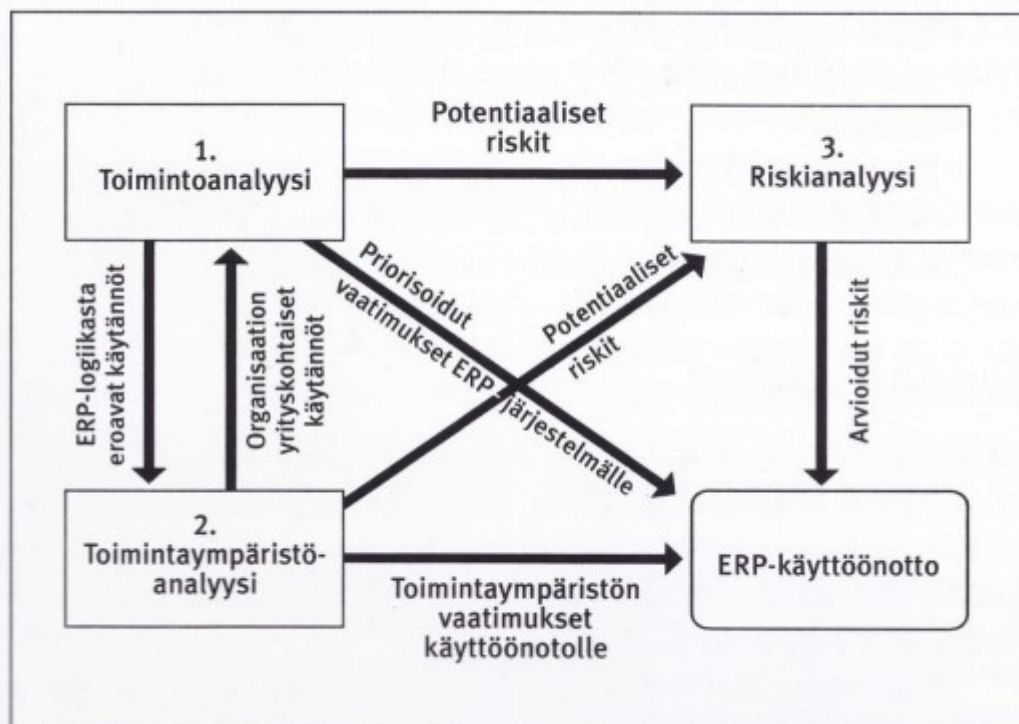 1.
Toimintoanalyysi
Potentiaaliset
riskit
3.
Riskianalyysi
ERP-logiikasta
eroavat käytännöt
Organisaation
yrityskohtaiset
käytännöt
Priorisoidut
vaatimukset ERP-järjestelmälle
Potentiaaliset
riskit
Arvioidut riskit
2.
Toimintaympäristö-
analyysi
Toimintaympäristön
vaatimukset
käyttöönotolle
ERP-käyttöönotto